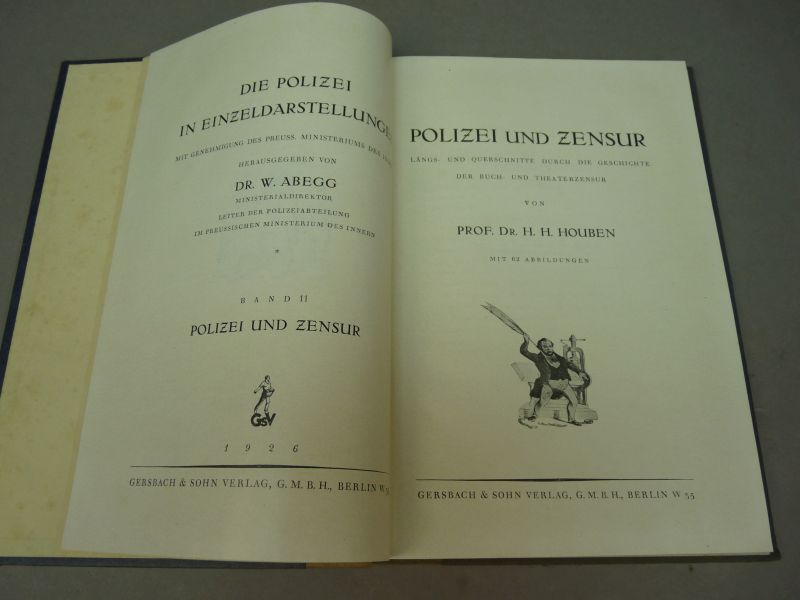 DIE POLIZEI
IN EINZELDARSTELLUNGE
MIT GENEHMIGUNG DES PREUSS. MINISTERIUMS DES
HERAUSGEGEBEN VON
DR. W. ABEGG
MINISTERIALDIREKTOR
LEITER DER POLIZEIABTEILUNG
IM PREUSSISCHEN MINISTERIUM DES INNERN
*
BAND II
POLIZEI UND ZENSUR
GSV
1926
GERSBACH & SOHN VERLAG, G. M. B. H., BERLIN W
POLIZEI UND ZENSUR
LÄNGS- UND QUERSCHNITTE DURCH DIE GESCHICHTE
DER BUCH- UND THEATERZENSUR
VON
PROF. DR. H. H. HOUBEN
MIT 62 ABBILDUNGEN
GERSBACH & SOHN VERLAG, G. M. B. H., BERLIN W 35